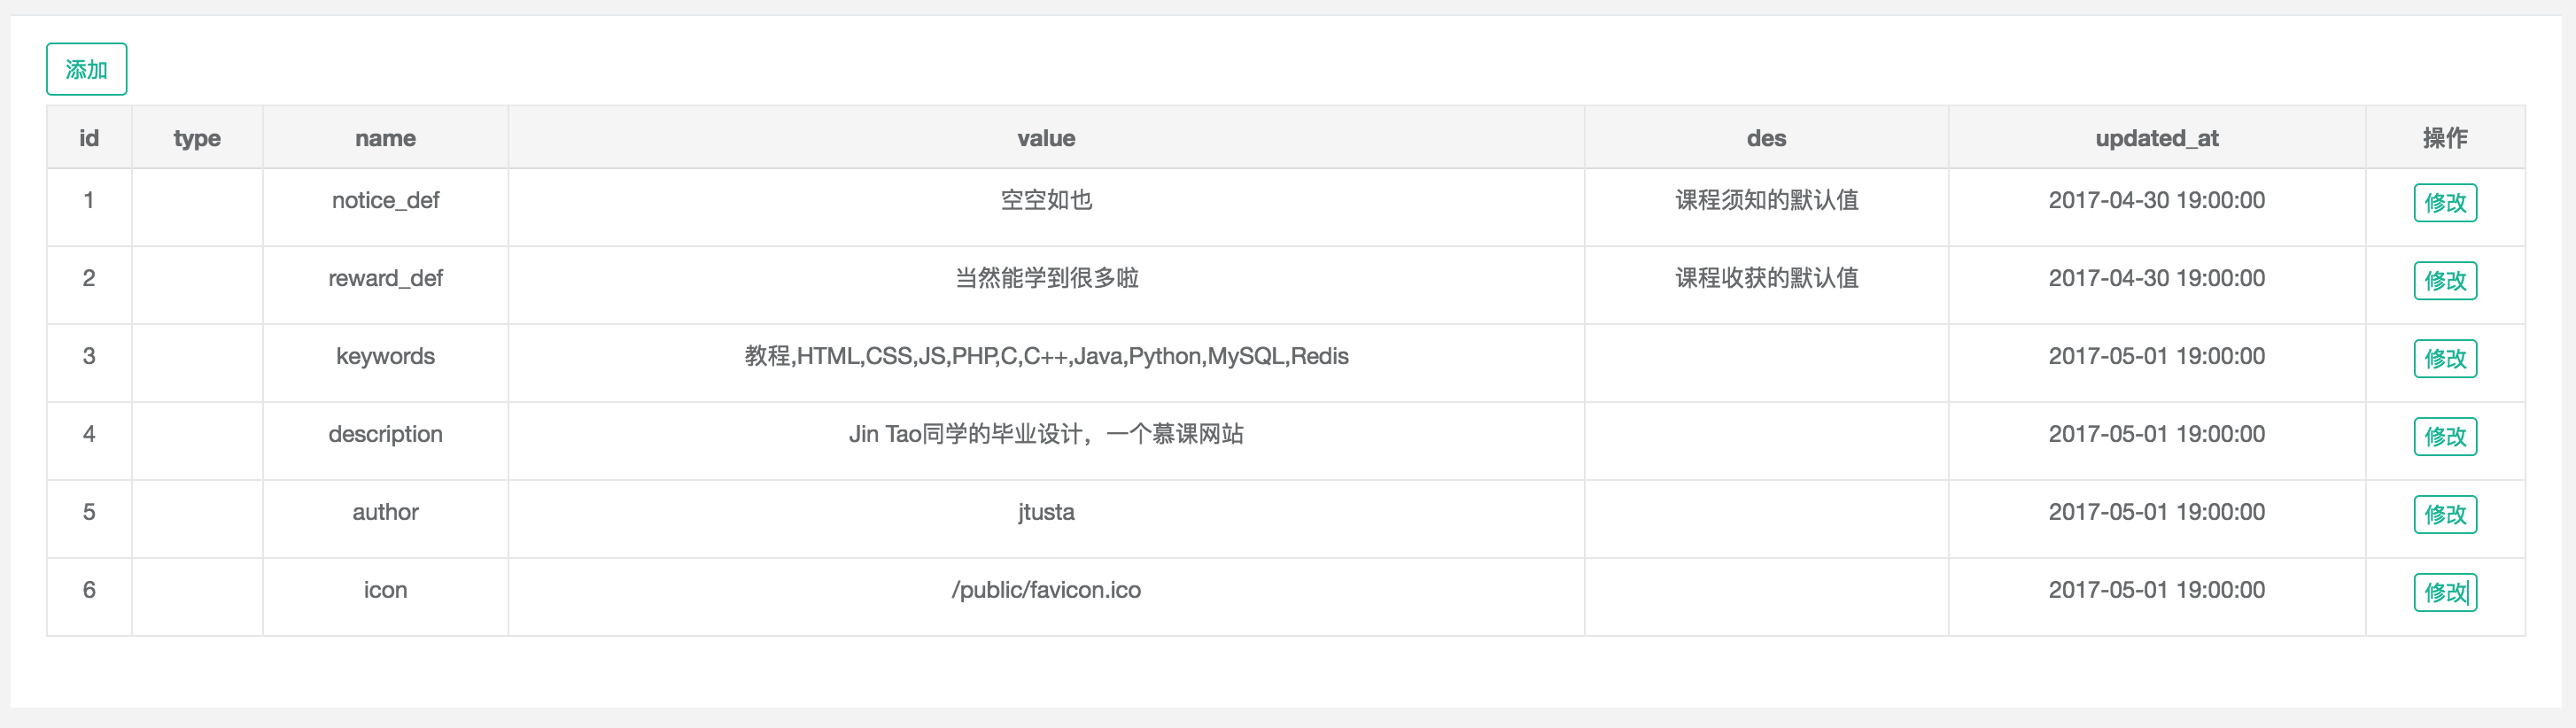 添加
id type name value des updated_at 操作
1 notice_def 空空如也 课程须知的默认值 2017-04-30 19:00:00 修改
2 reward_def 当然能学到很多啦 课程收获的默认值 2017-04-30 19:00:00 修改
3 keywords 教程,HTML,CSS,JS,PHP,C,C++,Java,Python,MySQL,Redis 2017-05-01 19:00:00 修改
4 description Jin Tao同学的毕业设计，一个慕课网站 2017-05-01 19:00:00 修改
5 author jtusta 2017-05-01 19:00:00 修改
6 icon /public/favicon.ico 2017-05-01 19:00:00 修改